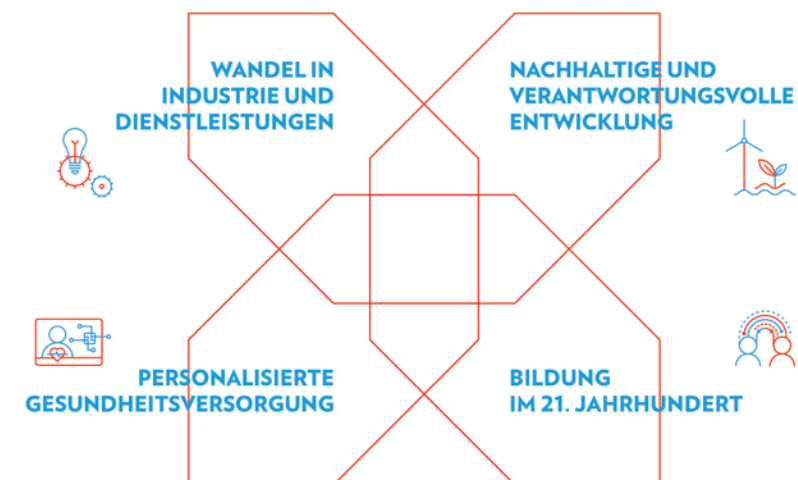 WANDEL IN
INDUSTRIE UND
DIENSTLEISTUNGEN
NACHHALTIGE UND
VERANTWORTUNGSVOLLE
ENTWICKLUNG
PERSONALISIERTE
GESUNDHEITSVERSORGUNG
BILDUNG
IM 21. JAHRHUNDERT